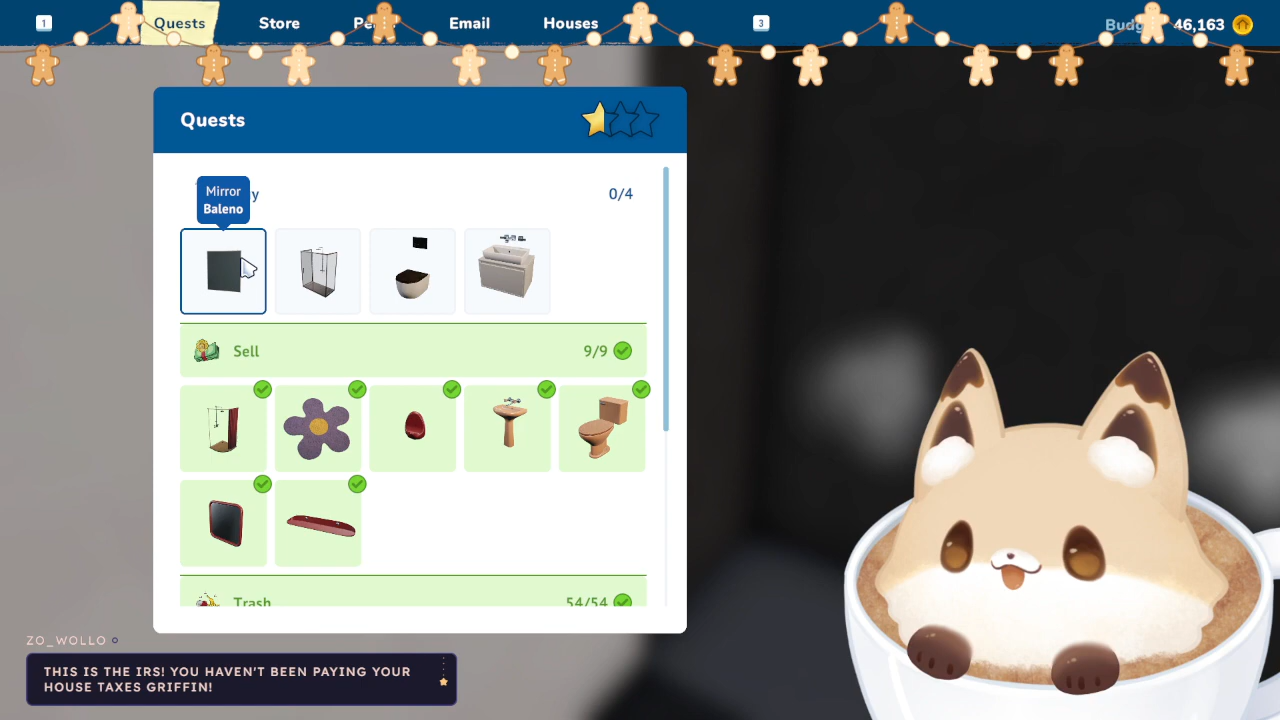 1
Quests
Store
Email
Houses
3
46,163
Quests
Mirror
Baleno
0/4
Sell
9/9
Trash
54/54
ZO_WOLLO
THIS IS THE IRS! YOU HAVEN'T BEEN PAYING YOUR
HOUSE TAXES GRIFFIN!